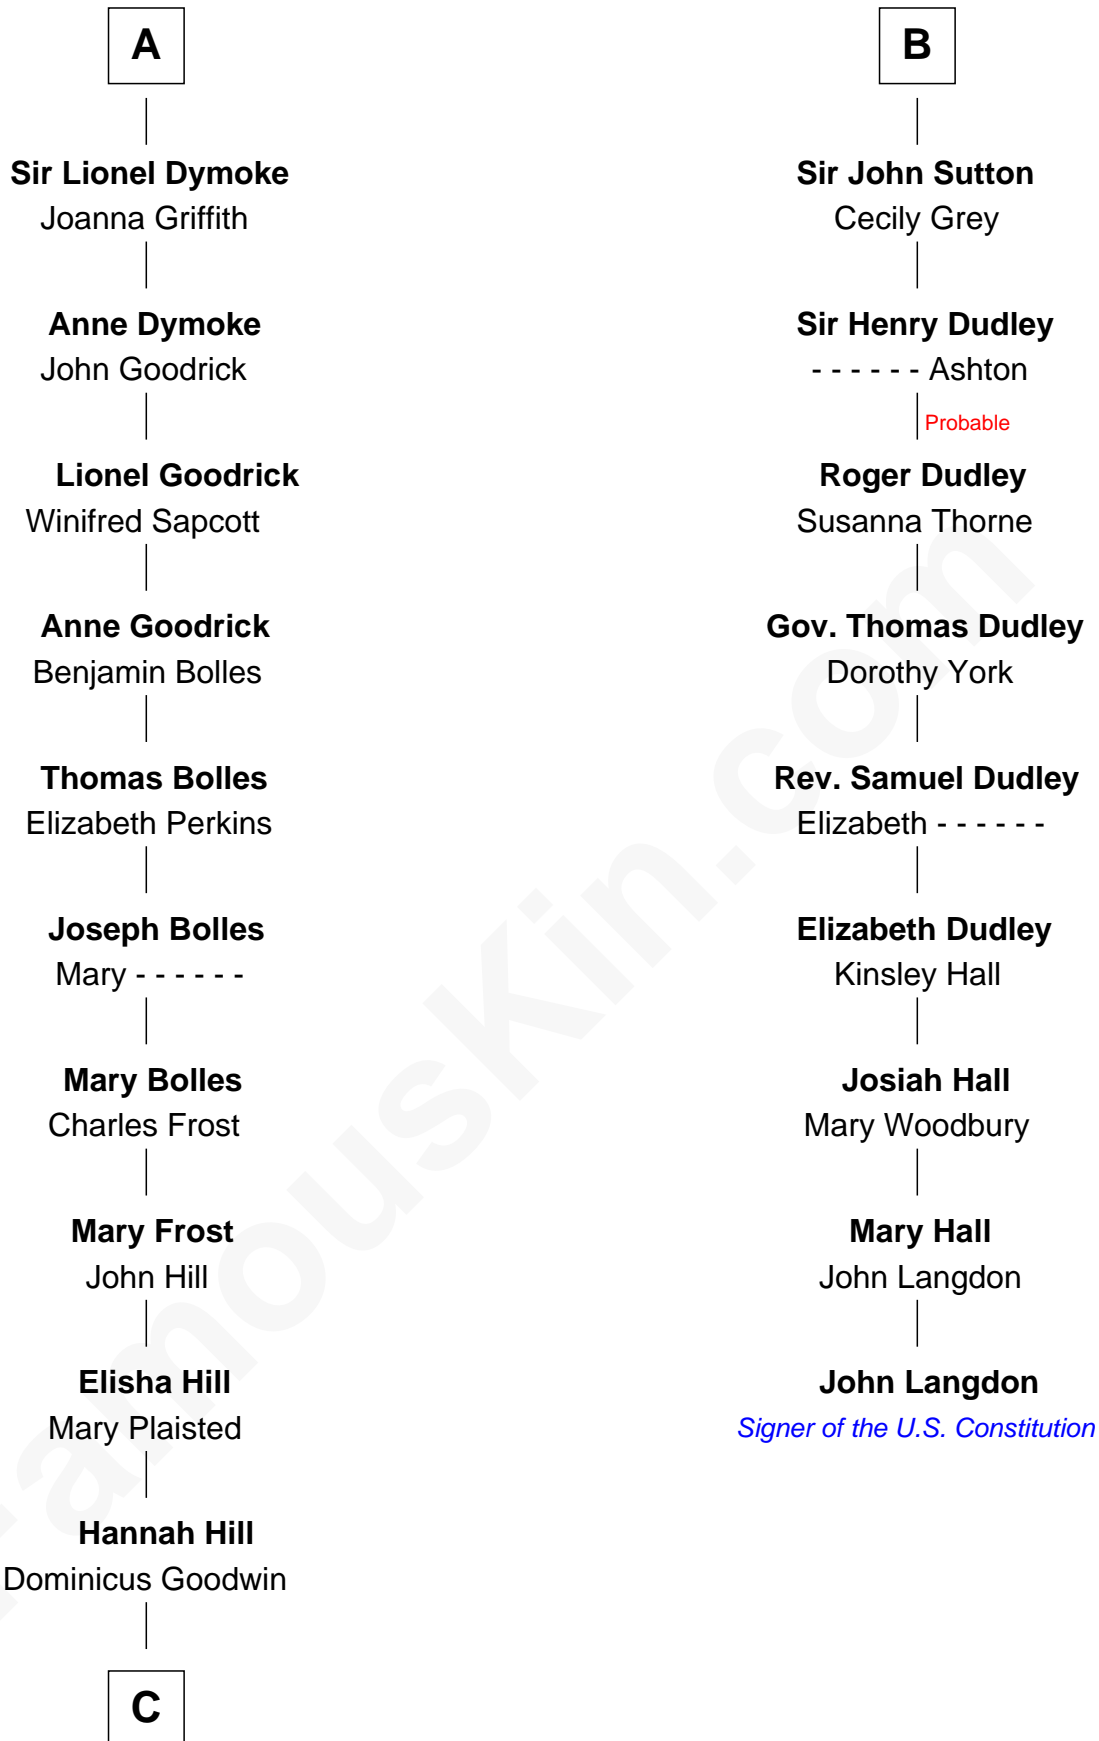 A
Sir Lionel Dymoke
Joanna Griffith
Anne Dymoke
John Goodrick
Lionel Goodrick
Winifred Sapcott
Anne Goodrick
Benjamin Bolles
Thomas Bolles
Elizabeth Perkins
Joseph Bolles
Mary - - - - - -
Mary Bolles
Charles Frost
Mary Frost
John Hill
Elisha Hill
Mary Plaisted
Hannah Hill
Dominicus Goodwin
C
B
Sir John Sutton
Cecily Grey
Sir Henry Dudley
- - - - - - Ashton
Probable
Roger Dudley
Susanna Thorne
Gov. Thomas Dudley
Dorothy York
Rev. Samuel Dudley
Elizabeth - - - - - -
Elizabeth Dudley
Kinsley Hall
Josiah Hall
Mary Woodbury
Mary Hall
John Langdon
John Langdon
Signer of the U.S. Constitution
FamousKin.com